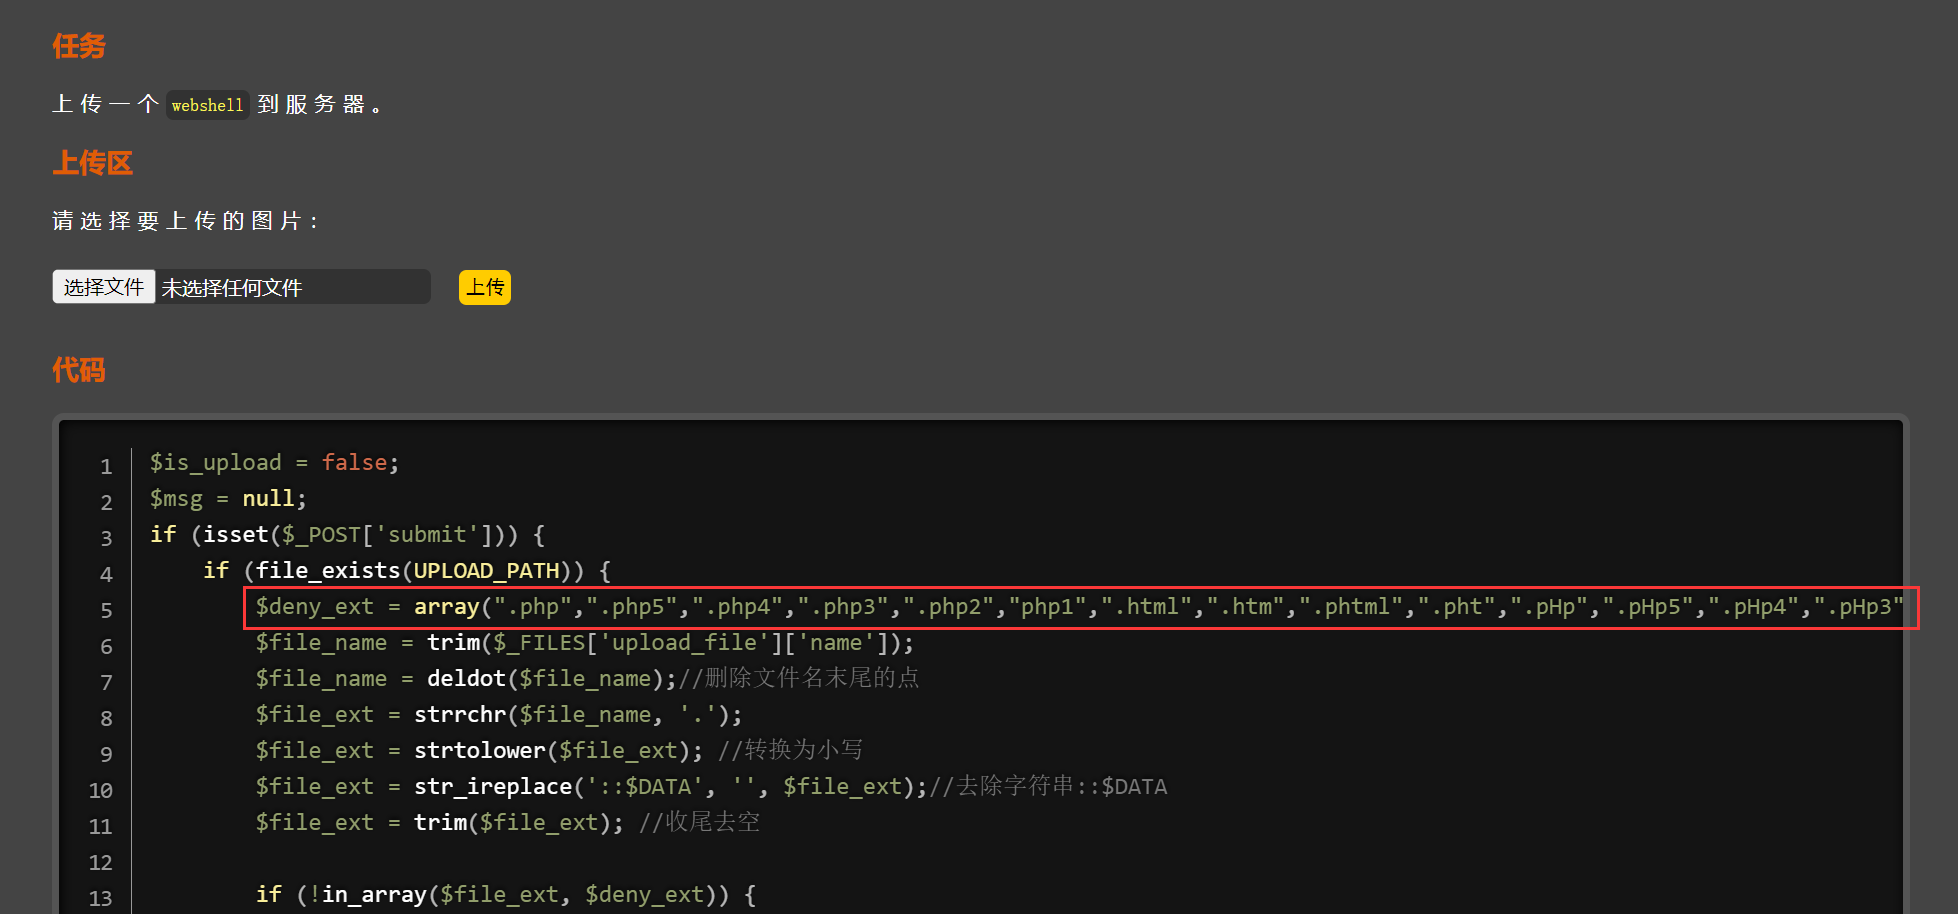 任务
上传一个 webshell 到服务器。
上传区
请选择要上传的图片：
选择文件 未选择任何文件 上传
代码
1 $is_upload = false;
2 $msg = null;
3 if (isset($_POST['submit'])) {
4 if (file_exists(UPLOAD_PATH)) {
5 $deny_ext = array(".php",".php5",".php4",".php3",".php2","php1",".html",".htm",".phtml",".pht",".pHp",".pHp5",".pHp4",".pHp3"
6 $file_name = trim($_FILES['upload_file']['name']);
7 $file_name = deldot($file_name);//删除文件名末尾的点
8 $file_ext = strrchr($file_name, '.');
9 $file_ext = strtolower($file_ext); //转换为小写
10 $file_ext = str_ireplace('::$DATA', '', $file_ext);//去除字符串::$DATA
11 $file_ext = trim($file_ext); //收尾去空
12
13 if (!in_array($file_ext, $deny_ext)) {